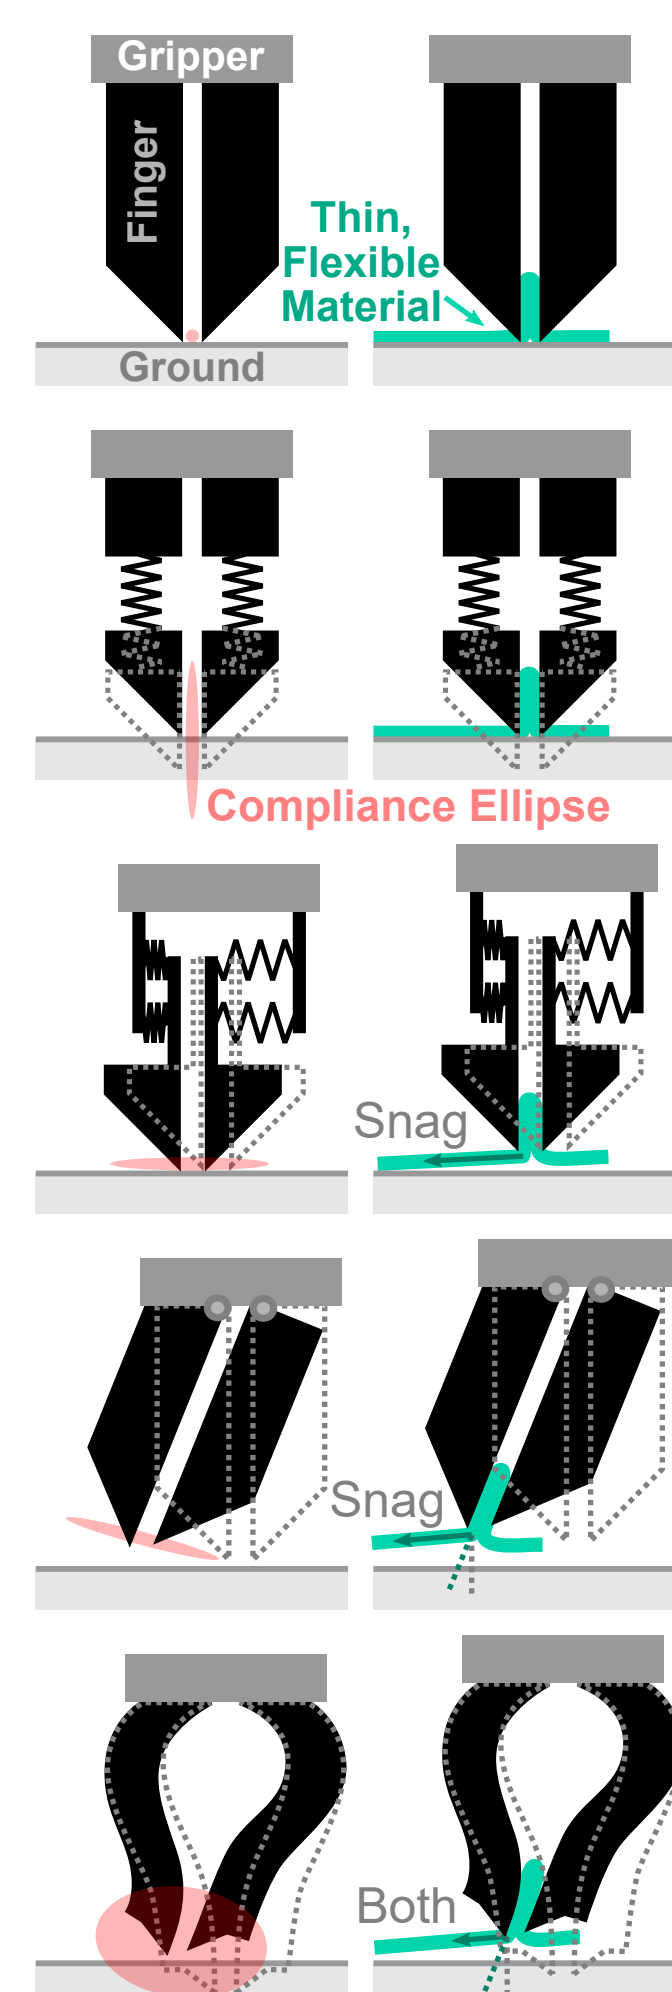 Gripper
Finger
Thin,
Flexible
Material
Ground
Compliance Ellipse
Snag
Snag
Both